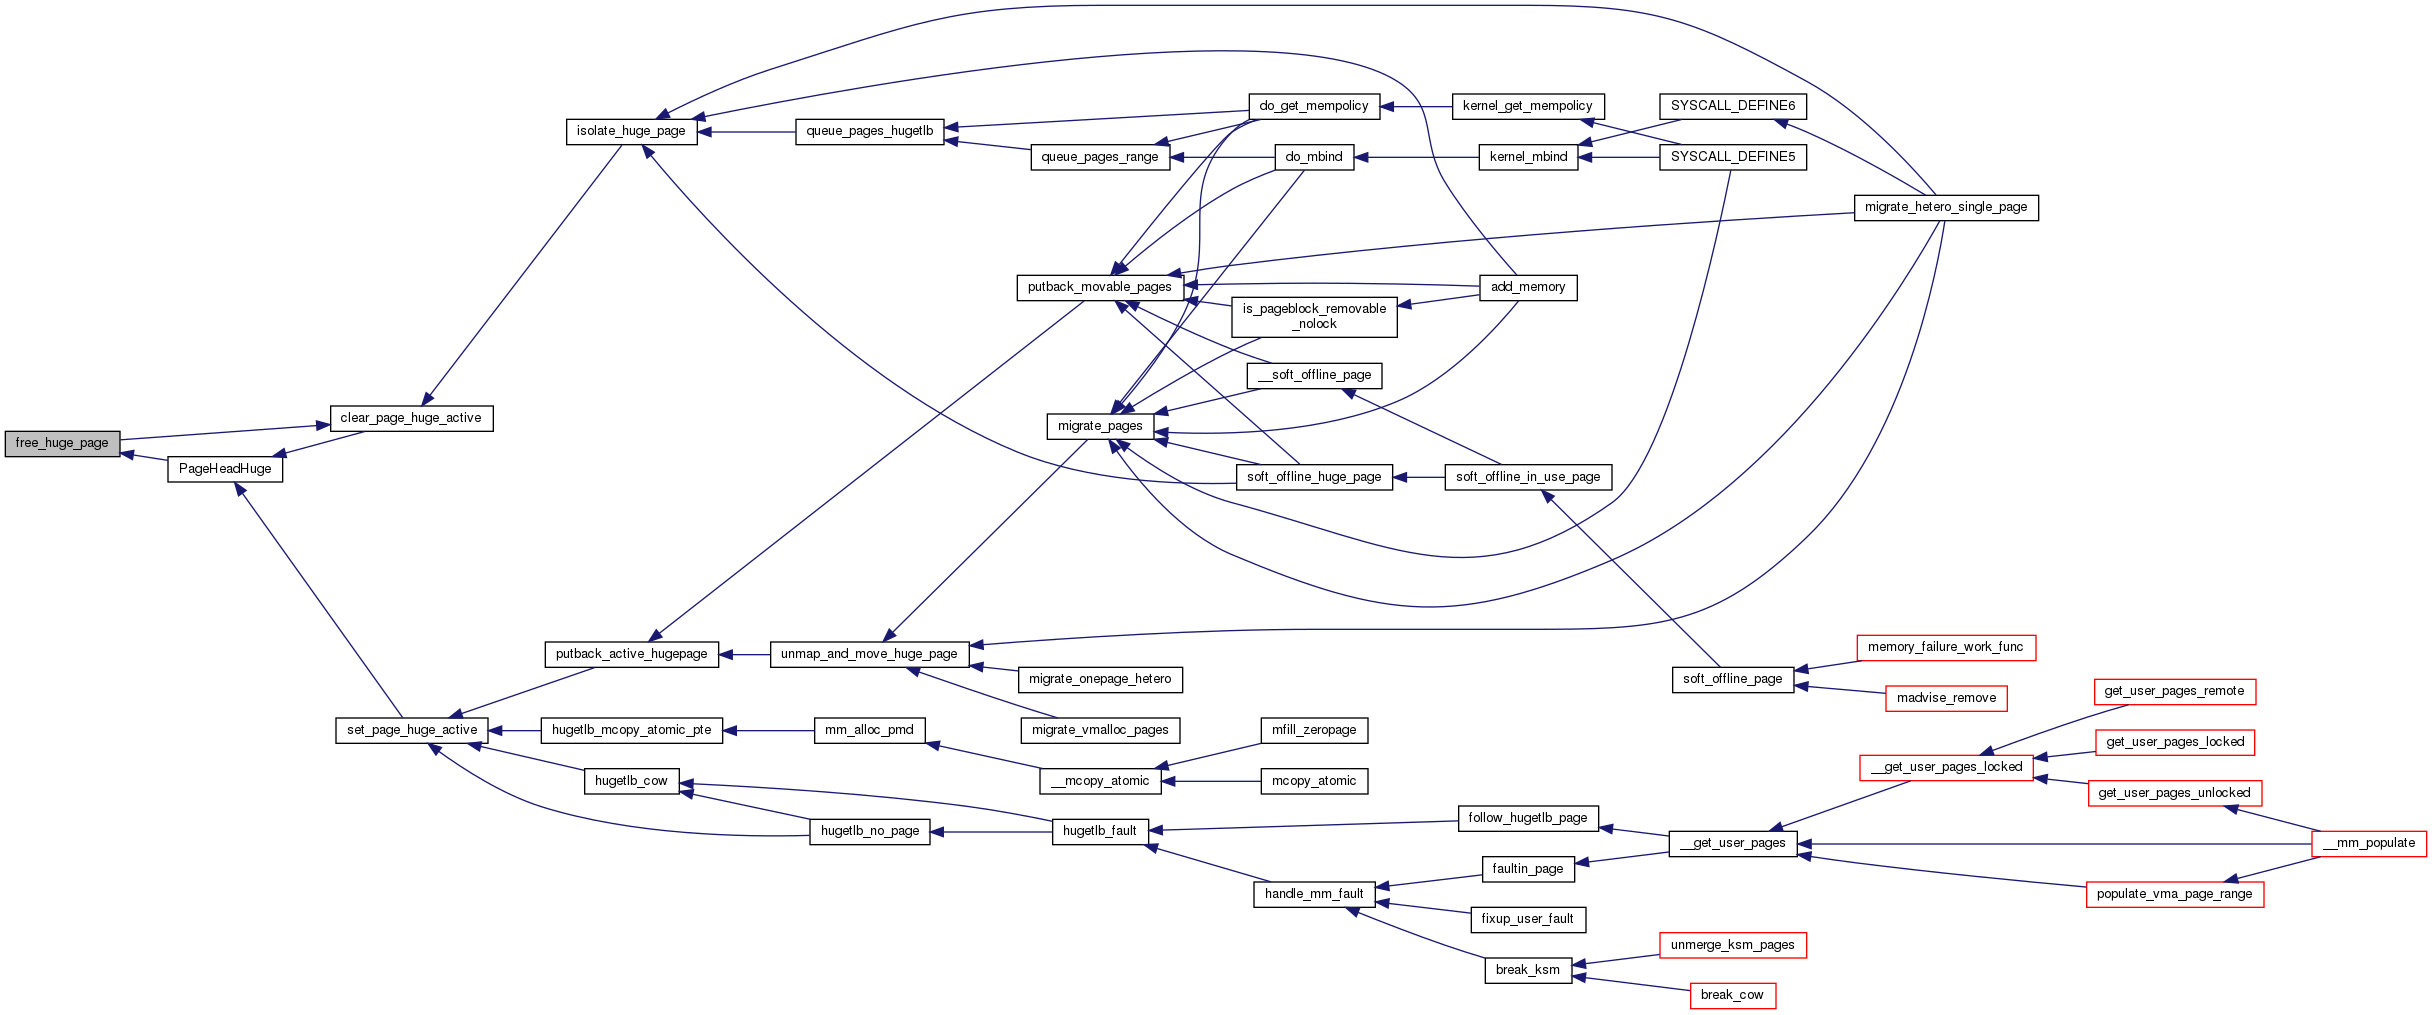 free_huge_page
PageHeadHuge
clear_page_huge_active
set_page_huge_active
isolate_huge_page
putback_active_hugepage
hugetlb_mcopy_atomic_pte
hugetlb_cow
queue_pages_hugetlb
unmap_and_move_huge_page
mm_alloc_pmd
hugetlb_no_page
queue_pages_range
putback_movable_pages
migrate_pages
migrate_onepage_hetero
migrate_vmalloc_pages
__mcopy_atomic
hugetlb_fault
do_get_mempolicy
do_mbind
is_pageblock_removable
_nolock
__soft_offline_page
soft_offline_huge_page
mfill_zeropage
mcopy_atomic
handle_mm_fault
kernel_get_mempolicy
kernel_mbind
add_memory
soft_offline_in_use_page
follow_hugetlb_page
faultin_page
fixup_user_fault
break_ksm
SYSCALL_DEFINE6
SYSCALL_DEFINE5
soft_offline_page
__get_user_pages
unmerge_ksm_pages
break_cow
migrate_hetero_single_page
memory_failure_work_func
madvise_remove
__get_user_pages_locked
get_user_pages_remote
get_user_pages_locked
get_user_pages_unlocked
populate_vma_page_range
__mm_populate